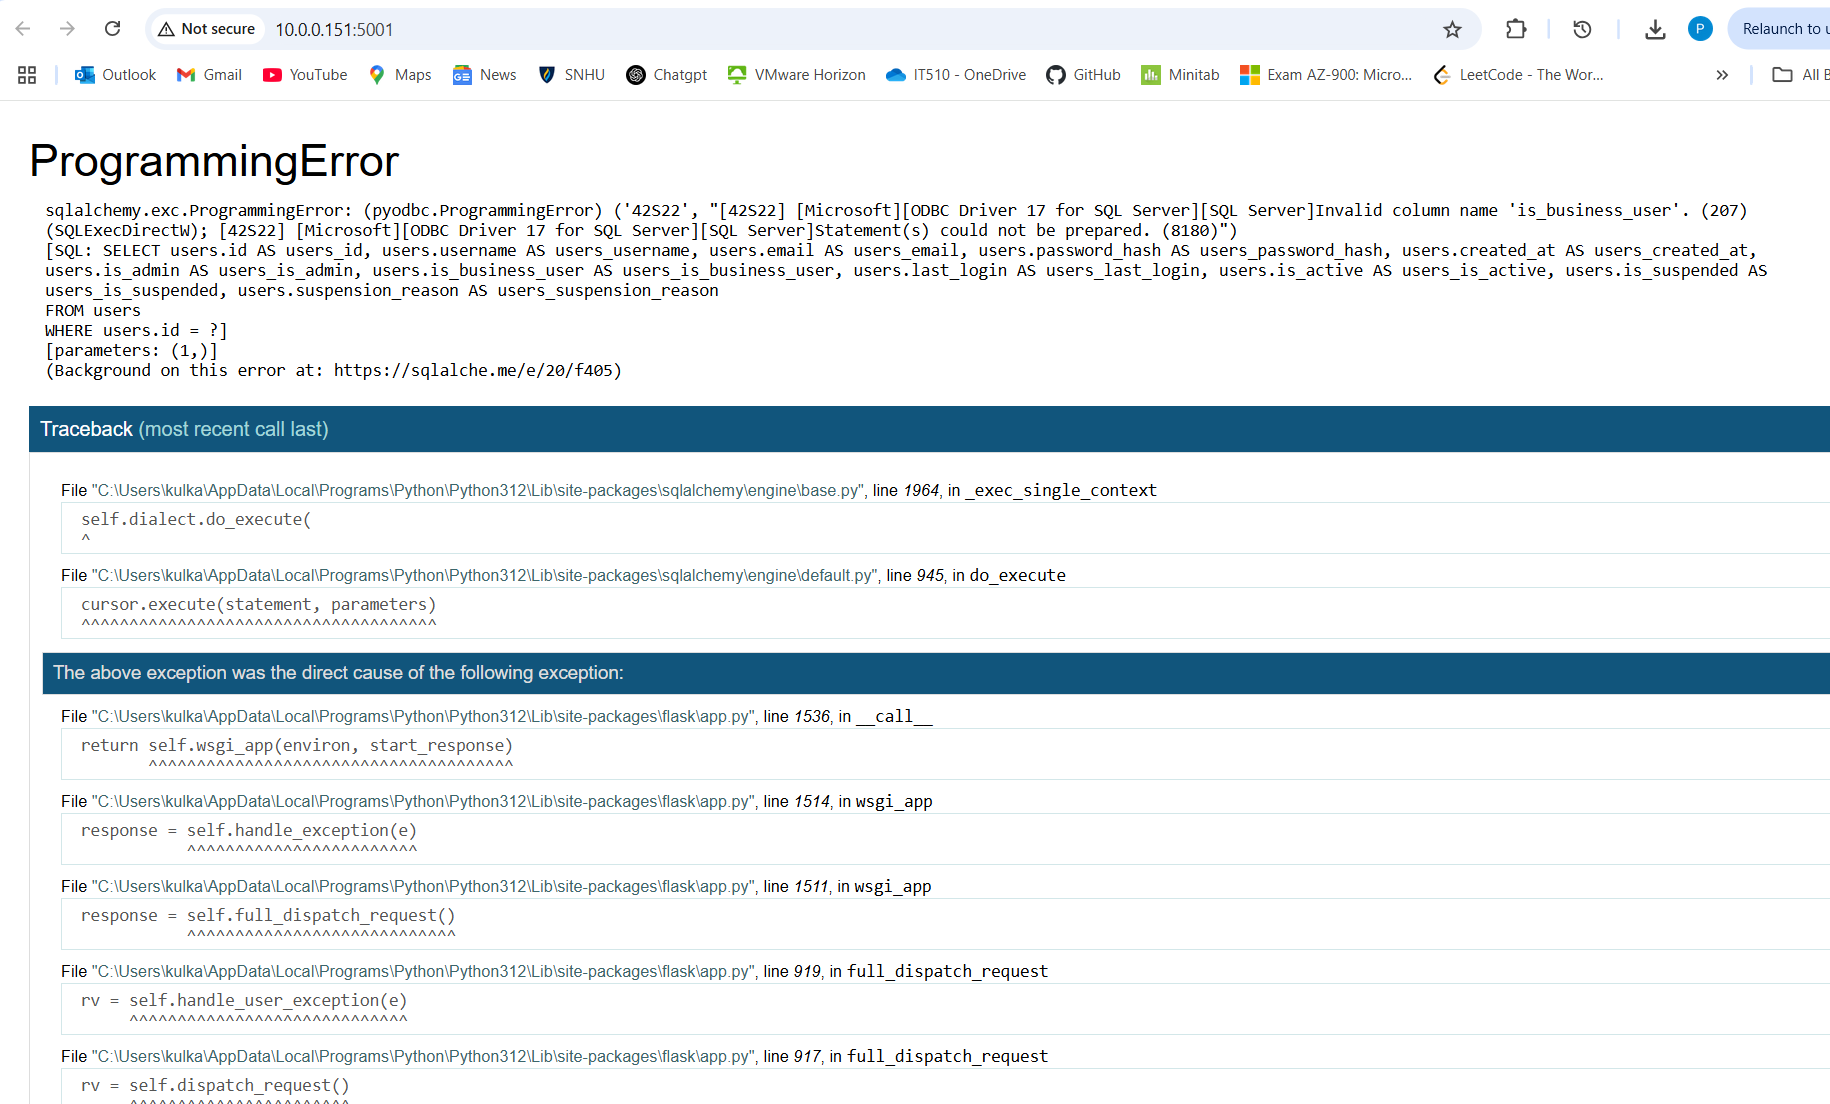 Not secure
10.0.0.151:5001
P
Relaunch to u
Outlook
Gmail
YouTube
Maps
News
SNHU
Chatgpt
VMware Horizon
IT510 - OneDrive
GitHub
Minitab
Exam AZ-900: Micro...
LeetCode - The Wor...
»
All B
ProgrammingError
sqlalchemy.exc.ProgrammingError: (pyodbc.ProgrammingError) ('42S22', "[42S22] [Microsoft][ODBC Driver 17 for SQL Server][SQL Server]Invalid column name 'is_business_user'. (207)
(SQLExecDirectW); [42S22] [Microsoft][ODBC Driver 17 for SQL Server][SQL Server]Statement(s) could not be prepared. (8180)")
[SQL: SELECT users.id AS users_id, users.username AS users_username, users.email AS users_email, users.password_hash AS users_password_hash, users.created_at AS users_created_at,
users.is_admin AS users_is_admin, users.is_business_user AS users_is_business_user, users.last_login AS users_last_login, users.is_active AS users_is_active, users.is_suspended AS
users_is_suspended, users.suspension_reason AS users_suspension_reason
FROM users
WHERE users.id = ?]
[parameters: (1,)]
(Background on this error at: https://sqlalche.me/e/20/f405)
Traceback (most recent call last)
File "C:\Users\kulka\AppData\Local\Programs\Python\Python312\Lib\site-packages\sqlalchemy\engine\base.py", line 1964, in _exec_single_context
self.dialect.do_execute(
^
File "C:\Users\kulka\AppData\Local\Programs\Python\Python312\Lib\site-packages\sqlalchemy\engine\default.py", line 945, in do_execute
cursor.execute(statement, parameters)
^^^^^^^^^^^^^^^^^^^^^^^^^^^^^^^^^^^^^
The above exception was the direct cause of the following exception:
File "C:\Users\kulka\AppData\Local\Programs\Python\Python312\Lib\site-packages\flask\app.py", line 1536, in __call__
return self.wsgi_app(environ, start_response)
^^^^^^^^^^^^^^^^^^^^^^^^^^^^^^^^^^^^^^
File "C:\Users\kulka\AppData\Local\Programs\Python\Python312\Lib\site-packages\flask\app.py", line 1514, in wsgi_app
response = self.handle_exception(e)
^^^^^^^^^^^^^^^^^^^^^^^^
File "C:\Users\kulka\AppData\Local\Programs\Python\Python312\Lib\site-packages\flask\app.py", line 1511, in wsgi_app
response = self.full_dispatch_request()
^^^^^^^^^^^^^^^^^^^^^^^^^^^^
File "C:\Users\kulka\AppData\Local\Programs\Python\Python312\Lib\site-packages\flask\app.py", line 919, in full_dispatch_request
rv = self.handle_user_exception(e)
^^^^^^^^^^^^^^^^^^^^^^^^^^^^^
File "C:\Users\kulka\AppData\Local\Programs\Python\Python312\Lib\site-packages\flask\app.py", line 917, in full_dispatch_request
rv = self.dispatch_request()
^^^^^^^^^^^^^^^^^^^^^^^